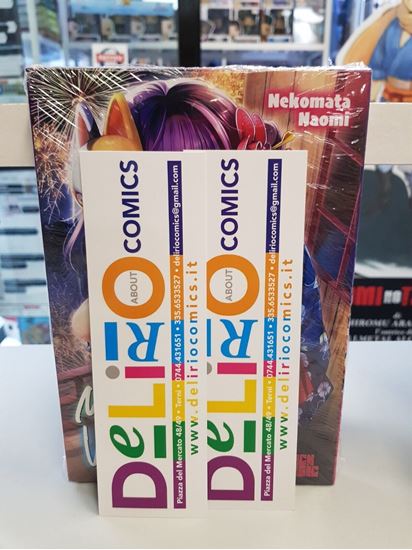 Nekomata
Naomi
DeLiRiO
ABOUT
COMICS
Piazza del Mercato 48/49 • Terni • 0744.431651 • 335.6533527 • deliriocomics@gmail.com
www.deliriocomics.it
DeLiRiO
ABOUT
COMICS
Piazza del Mercato 48/49 • Terni • 0744.431651 • 335.6533527 • deliriocomics@gmail.com
www.deliriocomics.it